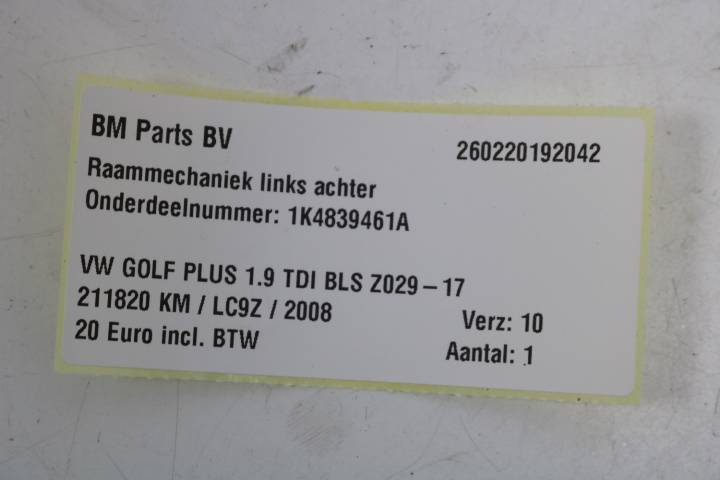 BM Parts BV
260220192042
Raammechaniek links achter
Onderdeelnummer: 1K4839461A
VW GOLF PLUS 1.9 TDI BLS Z029-17
211820 KM / LC9Z / 2008
Verz: 10
20 Euro incl. BTW
Aantal: 1